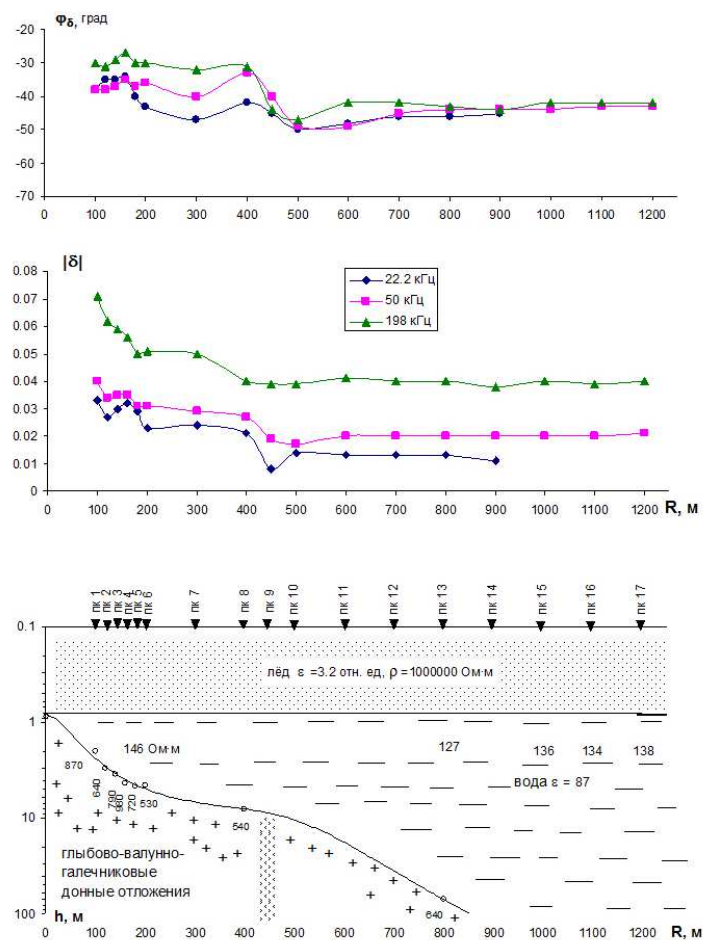 φδ, град
-20
-30
-40
-50
-60
-70
0 100 200 300 400 500 600 700 800 900 1000 1100 1200
|δ|
0.08
0.07
0.06
0.05
0.04
0.03
0.02
0.01
0
22.2 кГц
50 кГц
198 кГц
0 100 200 300 400 500 600 700 800 900 1000 1100 1200 R, м
пк 1 пк 2 пк 3 пк 4 пк 5 пк 6 пк 7 пк 8 пк 9 пк 10 пк 11 пк 12 пк 13 пк 14 пк 15 пк 16 пк 17
0.1
лёд ε =3.2 отн. ед, ρ =1000000 Ом·м
1
146 Ом·м 127 136 134 138
870 640 790 980 720 530
вода ε = 87
10
540
глыбово-валунно-
галечниковые
донные отложения
640
100
h, м
0 100 200 300 400 500 600 700 800 900 1000 1100 1200
R, м